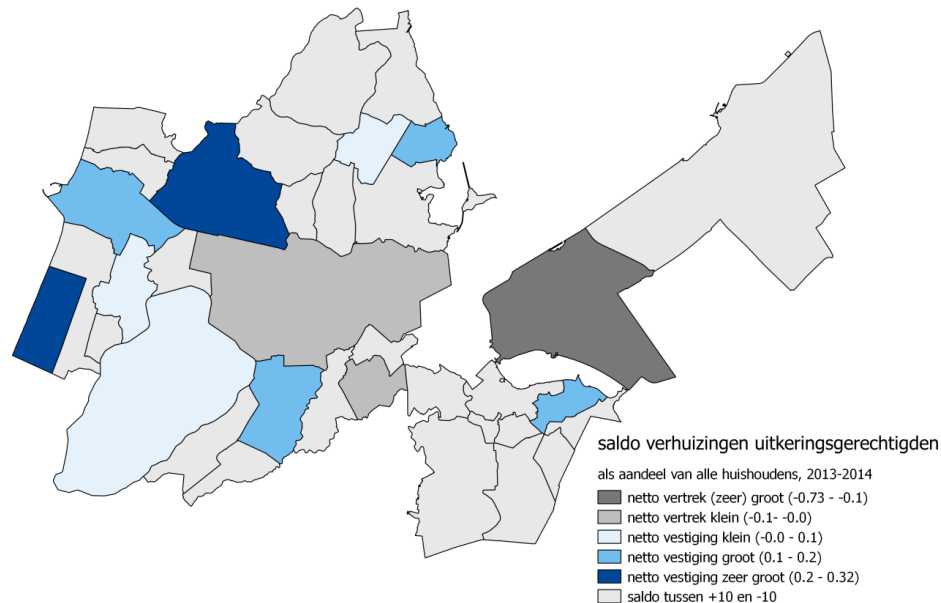 saldo verhuizingen uitkeringsgerechtigden
als aandeel van alle huishoudens, 2013-2014
netto vertrek (zeer) groot (-0.73 - -0.1)
netto vertrek klein (-0.1- -0.0)
netto vestiging klein (-0.0 - 0.1)
netto vestiging groot (0.1 - 0.2)
netto vestiging zeer groot (0.2 - 0.32)
saldo tussen +10 en -10